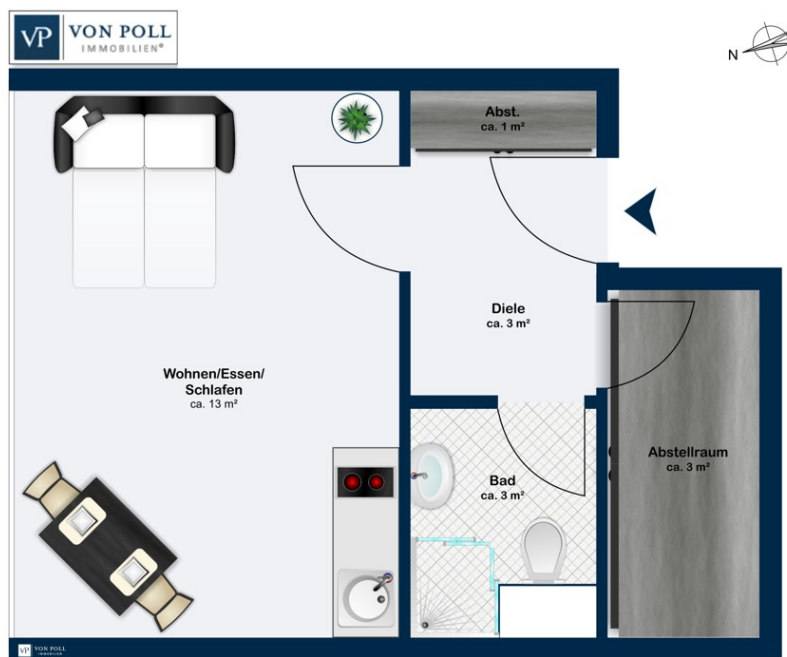 VP VON POLL
IMMOBILIEN®
N
Abst.
ca. 1 m²
Diele
ca. 3 m²
Wohnen/Essen/
Schlafen
ca. 13 m²
Bad
ca. 3 m²
Abstellraum
ca. 3 m²
VP VON POLL
IMMOBILIEN